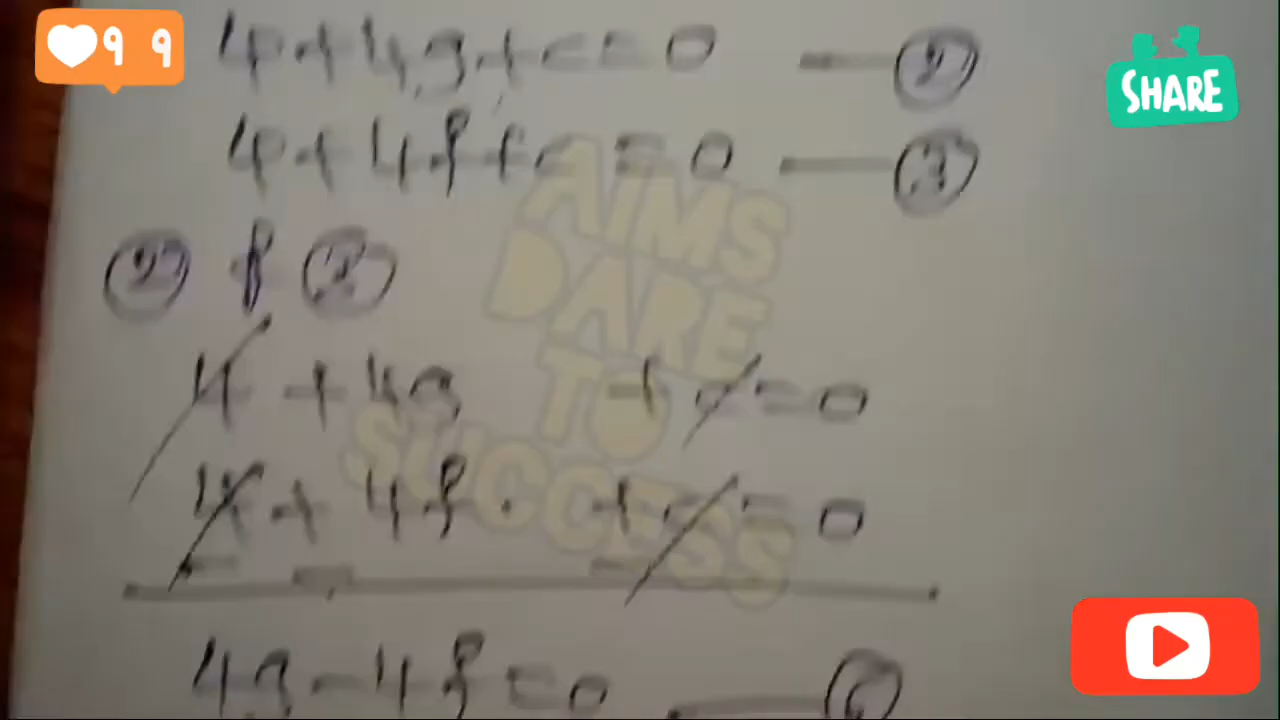 99
4+4g+c=0 — ②
SHARE
4+4f+c=0 — ③
② & ③
4 + 4g + c=0
4 + 4f + c=0
- - -
4g-4f=0 — ⑥
AIMS
DARE
TO
SUCCESS